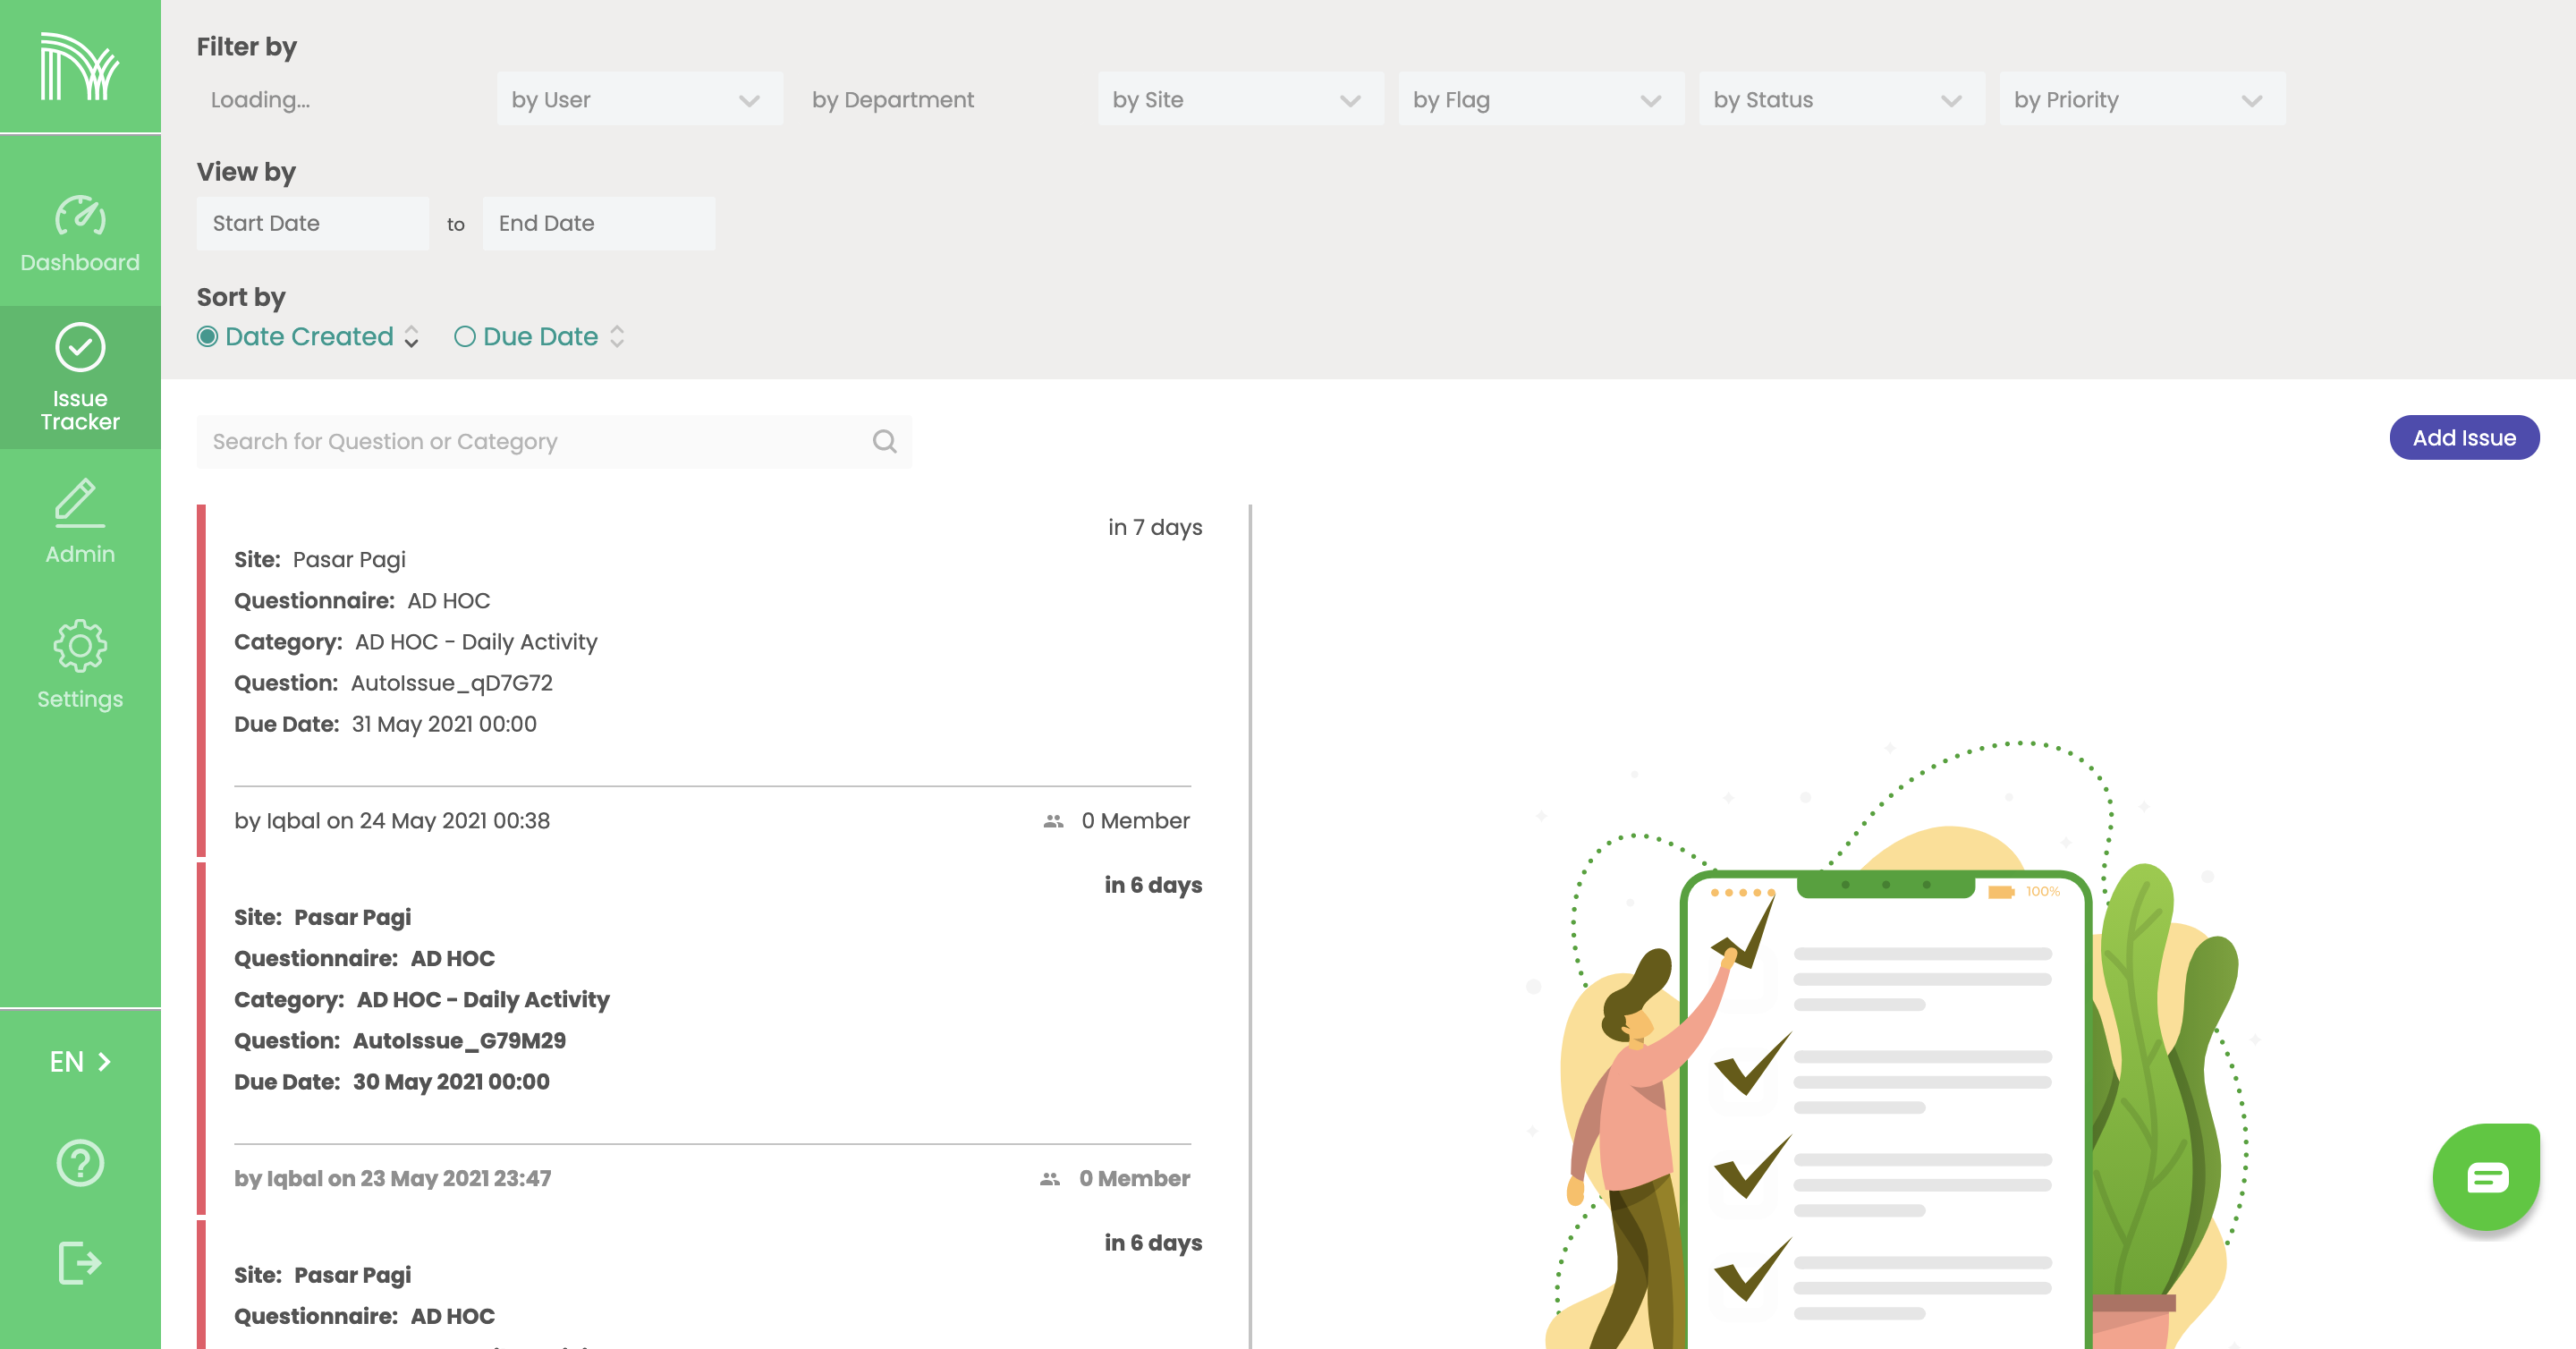 Filter by
Loading...
by User
by Department
by Site
by Flag
by Status
by Priority
View by
Start Date
to
End Date
Sort by
Date Created
Due Date
Dashboard
Issue
Tracker
Admin
Settings
EN
Search for Question or Category
Add Issue
in 7 days
Site: Pasar Pagi
Questionnaire: AD HOC
Category: AD HOC - Daily Activity
Question: AutoIssue_qD7G72
Due Date: 31 May 2021 00:00
by Iqbal on 24 May 2021 00:38
0 Member
in 6 days
Site: Pasar Pagi
Questionnaire: AD HOC
Category: AD HOC - Daily Activity
Question: AutoIssue_G79M29
Due Date: 30 May 2021 00:00
by Iqbal on 23 May 2021 23:47
0 Member
in 6 days
Site: Pasar Pagi
Questionnaire: AD HOC
100%